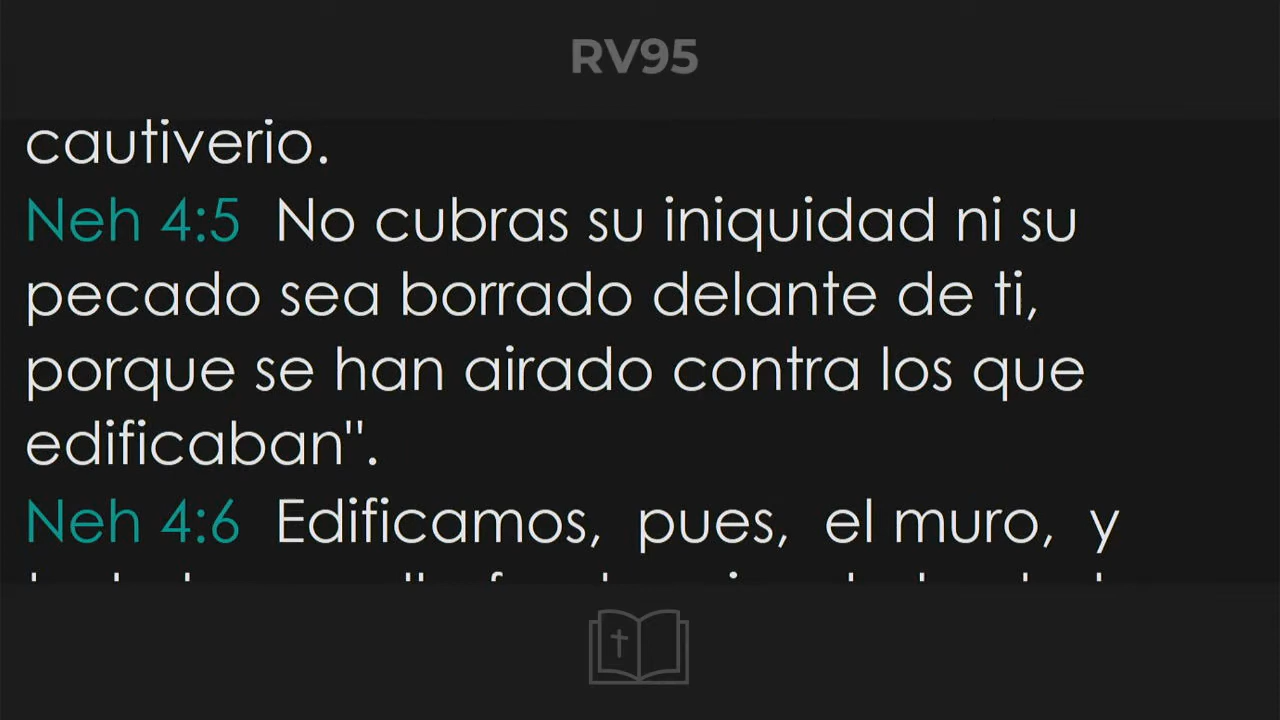 RV95
cautiverio.
Neh 4:5 No cubras su iniquidad ni su
pecado sea borrado delante de ti,
porque se han airado contra los que
edificaban".
Neh 4:6 Edificamos, pues, el muro, y